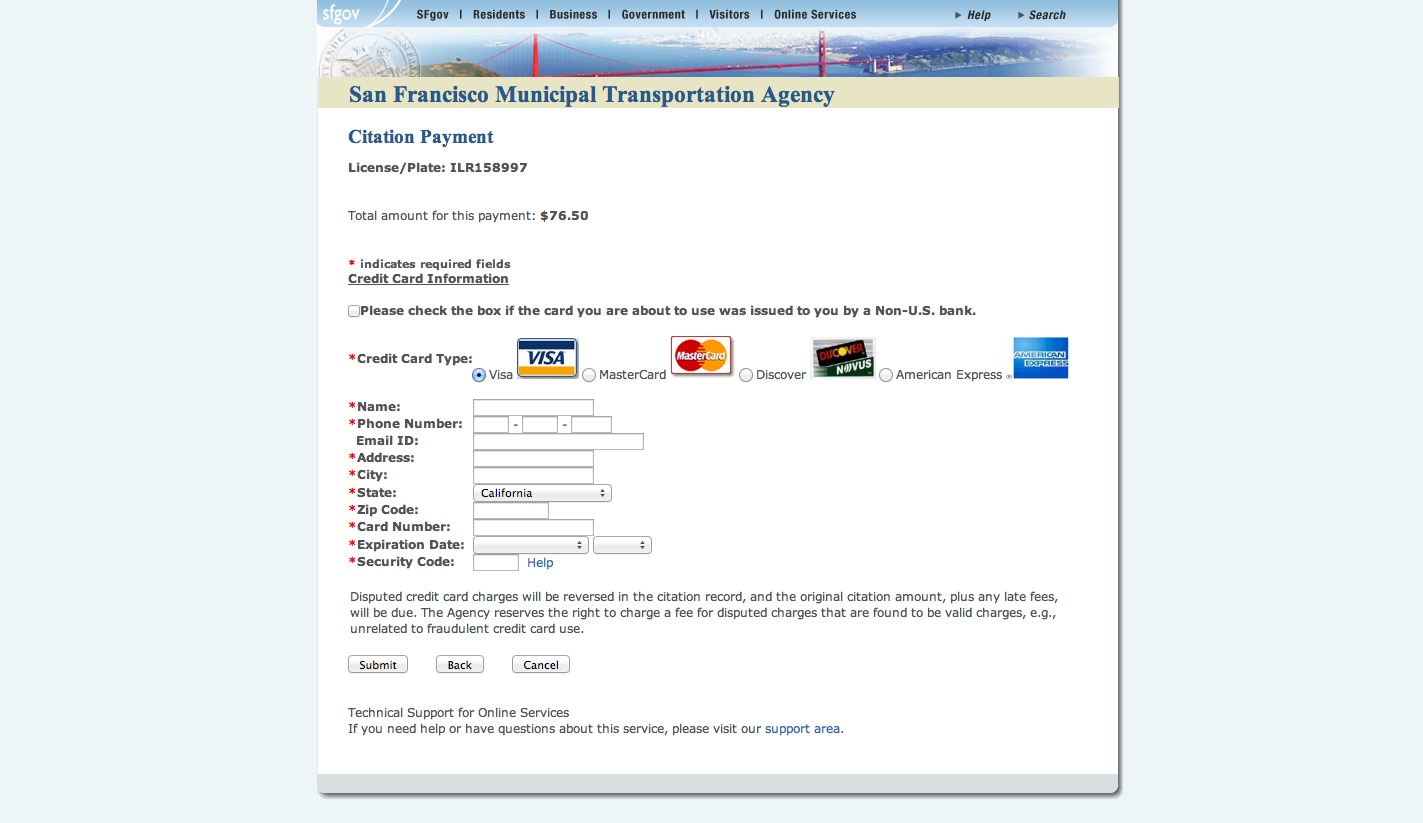 sfgov SFgov | Residents | Business | Government | Visitors | Online Services Help Search
San Francisco Municipal Transportation Agency
Citation Payment
License/Plate: ILR158997
Total amount for this payment: $76.50
* indicates required fields
Credit Card Information
Please check the box if the card you are about to use was issued to you by a Non-U.S. bank.
*Credit Card Type: Visa VISA MasterCard MasterCard Discover DISCOVER NOVUS American Express AMERICAN EXPRESS
*Name:
*Phone Number: - -
Email ID:
*Address:
*City:
*State: California
*Zip Code:
*Card Number:
*Expiration Date:
*Security Code: Help
Disputed credit card charges will be reversed in the citation record, and the original citation amount, plus any late fees,
will be due. The Agency reserves the right to charge a fee for disputed charges that are found to be valid charges, e.g.,
unrelated to fraudulent credit card use.
Submit Back Cancel
Technical Support for Online Services
If you need help or have questions about this service, please visit our support area.